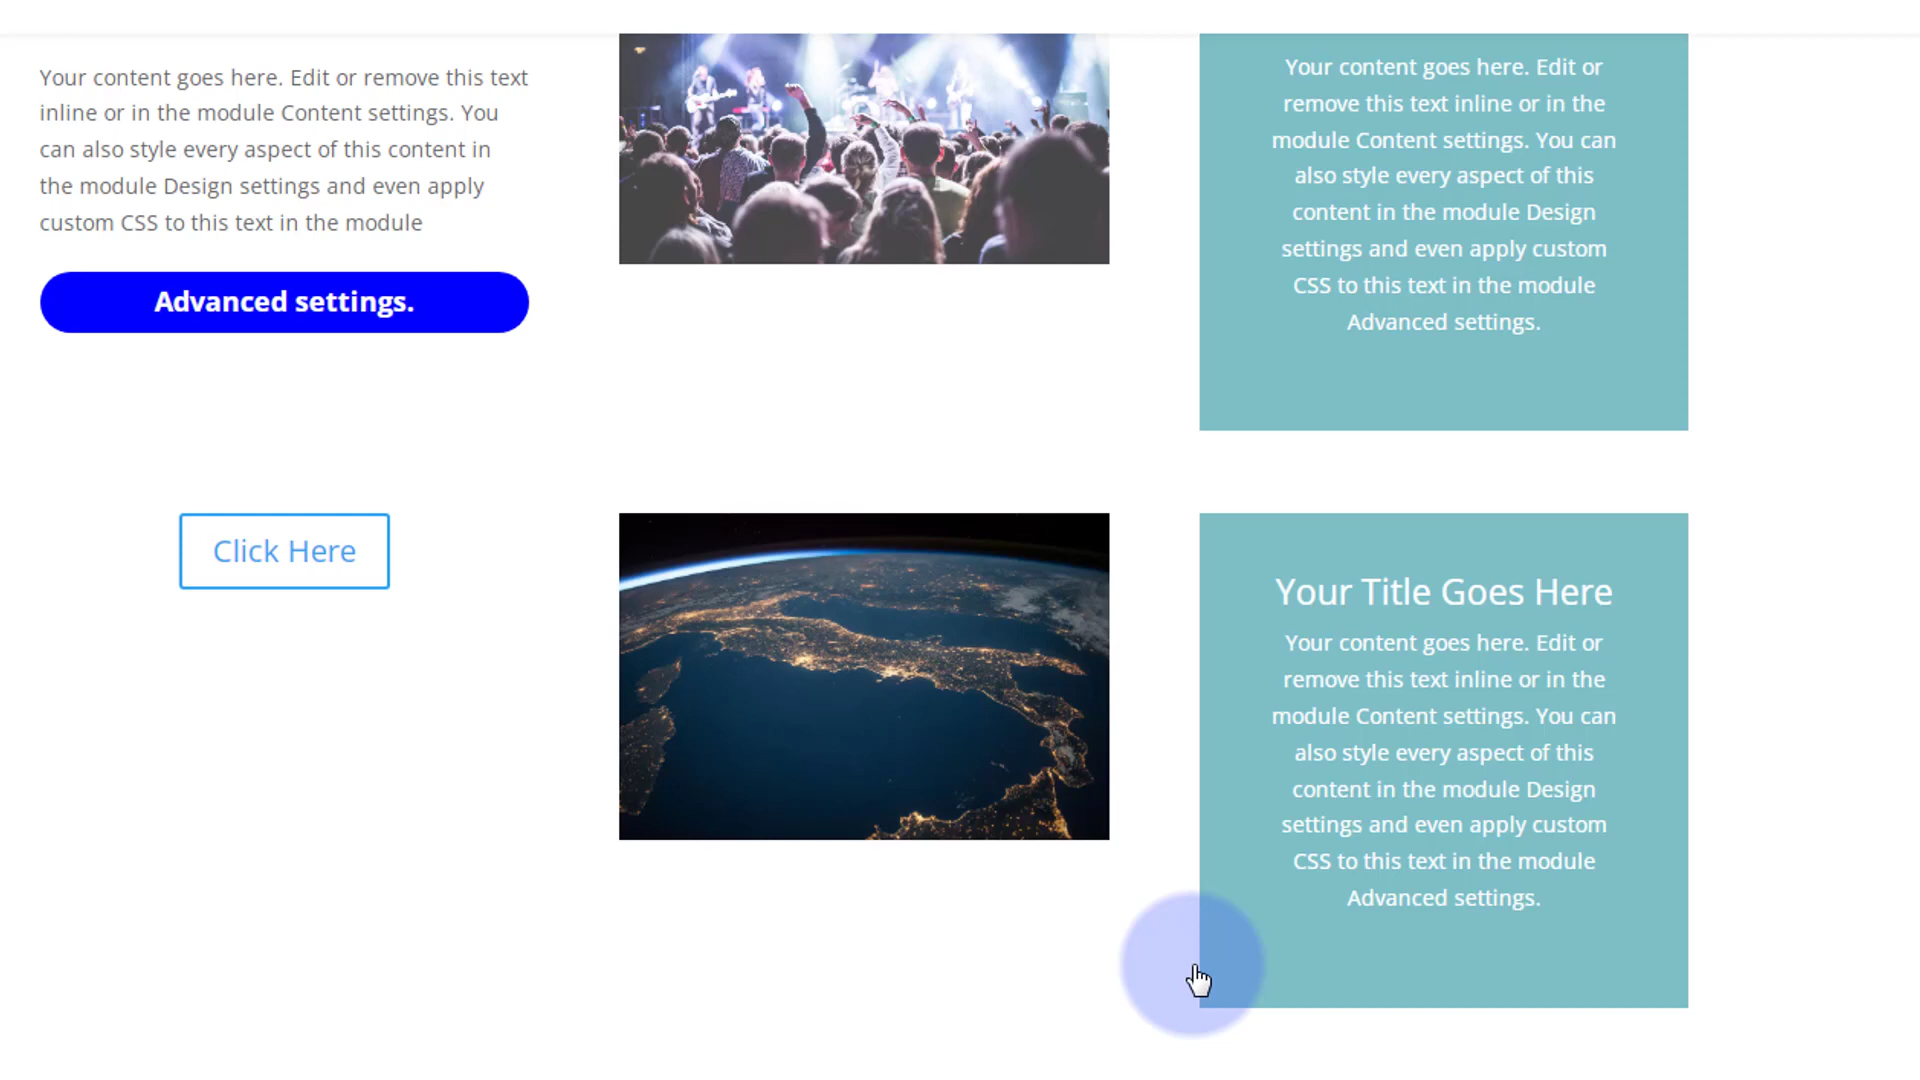 Your content goes here. Edit or remove this text
inline or in the module Content settings. You
can also style every aspect of this content in
the module Design settings and even apply
custom CSS to this text in the module
Advanced settings.
Your content goes here. Edit or
remove this text inline or in the
module Content settings. You can
also style every aspect of this
content in the module Design
settings and even apply custom
CSS to this text in the module
Advanced settings.
Click Here
Your Title Goes Here
Your content goes here. Edit or
remove this text inline or in the
module Content settings. You can
also style every aspect of this
content in the module Design
settings and even apply custom
CSS to this text in the module
Advanced settings.